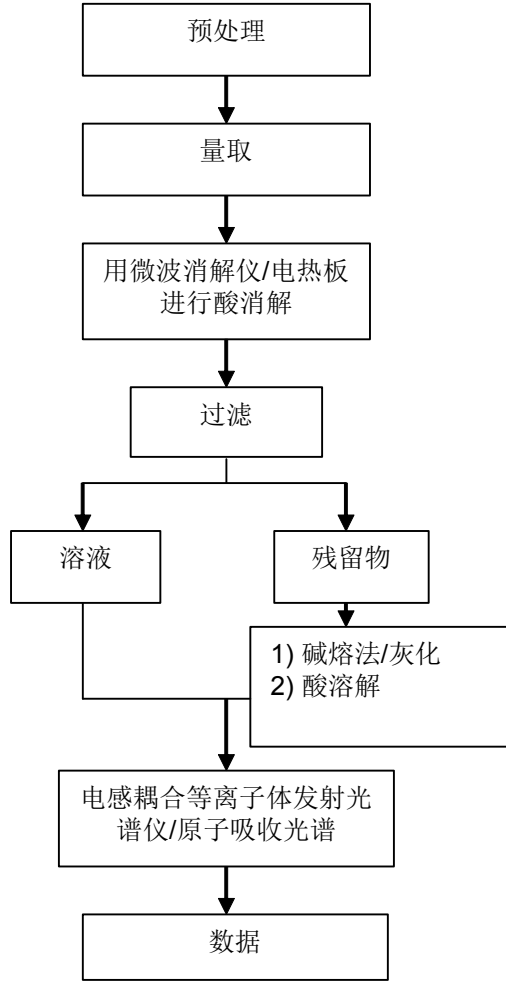 预处理
量取
用微波消解仪/电热板
进行酸消解
过滤
溶液
残留物
1) 碱熔法/灰化
2) 酸溶解
电感耦合等离子体发射光
谱仪/原子吸收光谱
数据